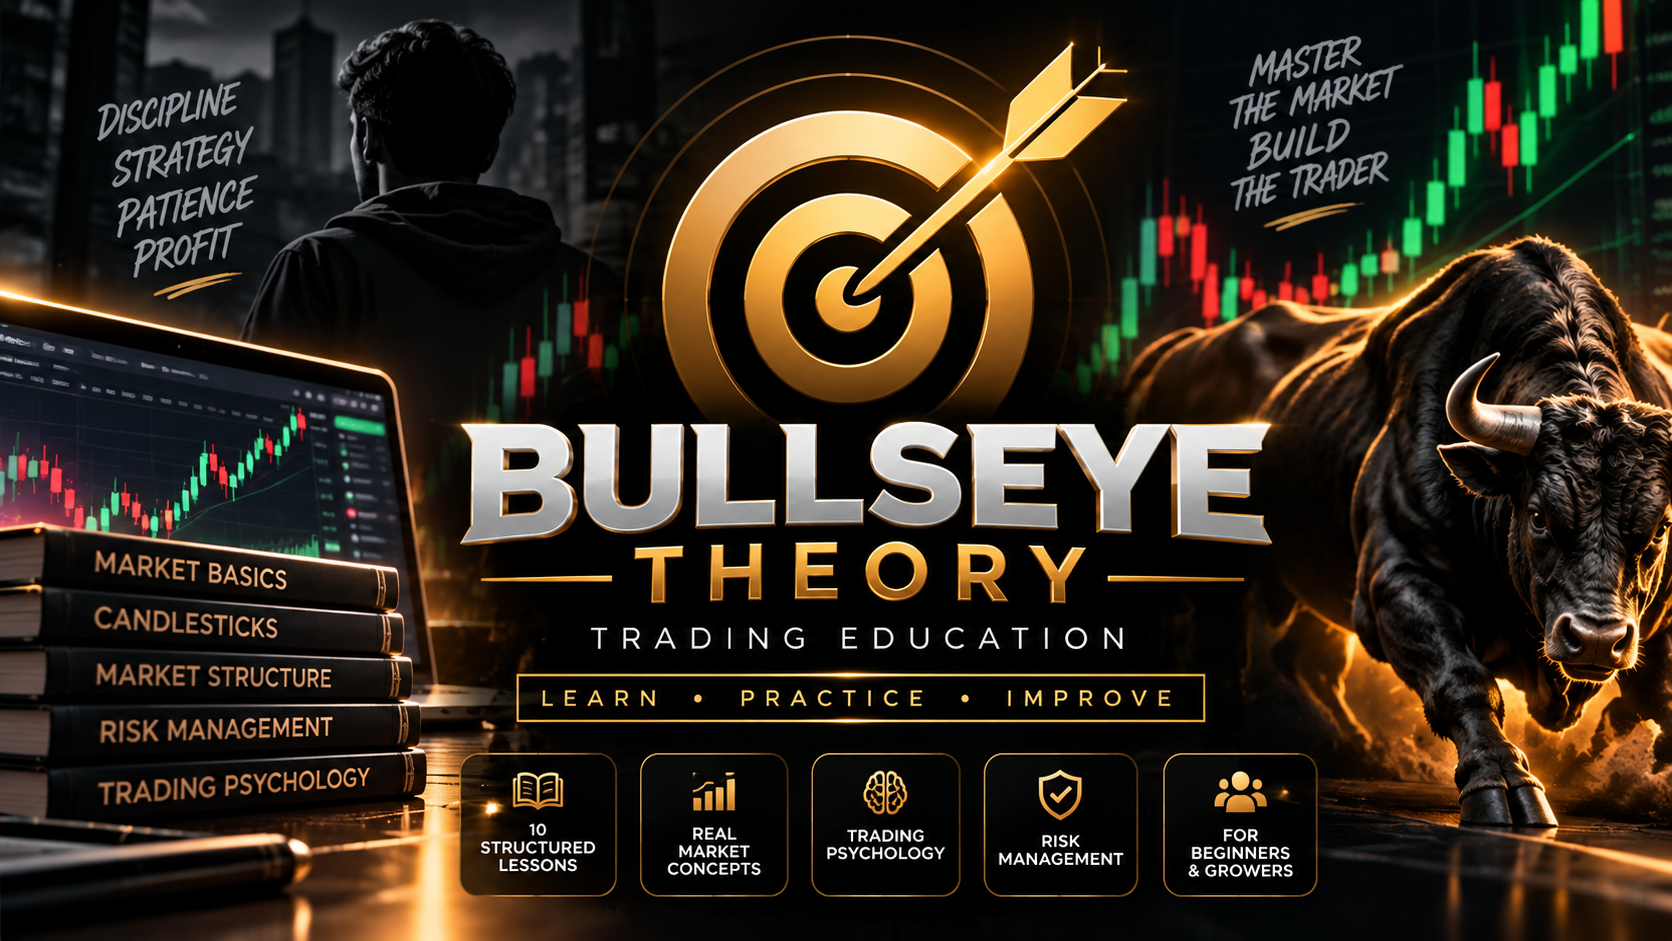 DISCIPLINE
STRATEGY
PATIENCE
PROFIT
MASTER
THE MARKET
BUILD
THE TRADER
BULLSEYE
THEORY
TRADING EDUCATION
LEARN • PRACTICE • IMPROVE
MARKET BASICS
CANDLESTICKS
MARKET STRUCTURE
RISK MANAGEMENT
TRADING PSYCHOLOGY
10
STRUCTURED
LESSONS
REAL
MARKET
CONCEPTS
TRADING
PSYCHOLOGY
RISK
MANAGEMENT
FOR
BEGINNERS
& GROWERS